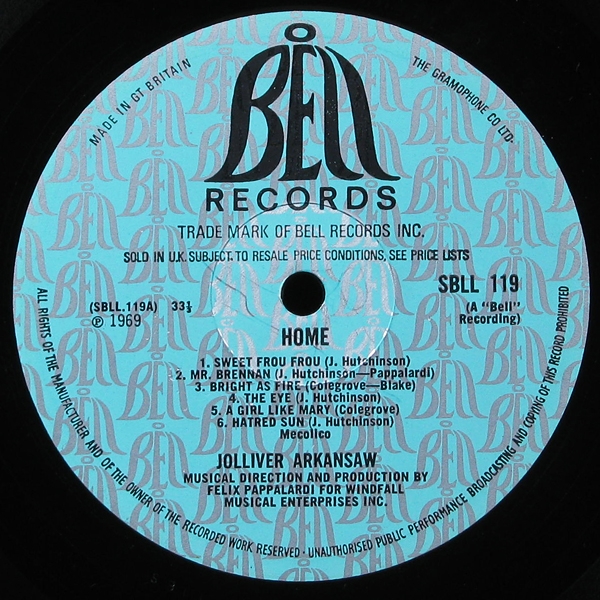 BELL
RECORDS
MADE IN GT BRITAIN
THE GRAMOPHONE CO LTD.
TRADE MARK OF BELL RECORDS INC.
SOLD IN U.K. SUBJECT TO RESALE PRICE CONDITIONS, SEE PRICE LISTS
SBLL 119
(SBLL.119A) 33⅓
(A "Bell"
Recording)
℗ 1969
HOME
1. SWEET FROU FROU (J. Hutchinson)
2. MR. BRENNAN (J. Hutchinson—Pappalardi)
3. BRIGHT AS FIRE (Colegrove—Blake)
4. THE EYE (J. Hutchinson)
5. A GIRL LIKE MARY (Colegrove)
6. HATRED SUN (J. Hutchinson)
Mecolico
JOLLIVER ARKANSAW
MUSICAL DIRECTION AND PRODUCTION BY
FELIX PAPPALARDI FOR WINDFALL
MUSICAL ENTERPRISES INC.
ALL RIGHTS OF THE MANUFACTURER AND OF THE OWNER OF THE RECORDED WORK RESERVED · UNAUTHORISED PUBLIC PERFORMANCE BROADCASTING AND COPYING OF THIS RECORD PROHIBITED